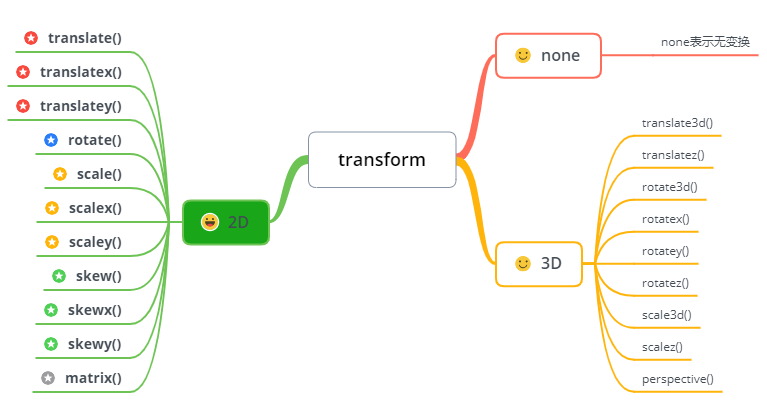 transform
none
none表示无变换
2D
translate()
translatex()
translatey()
rotate()
scale()
scalex()
scaley()
skew()
skewx()
skewy()
matrix()
3D
translate3d()
translatez()
rotate3d()
rotatex()
rotatey()
rotatez()
scale3d()
scalez()
perspective()